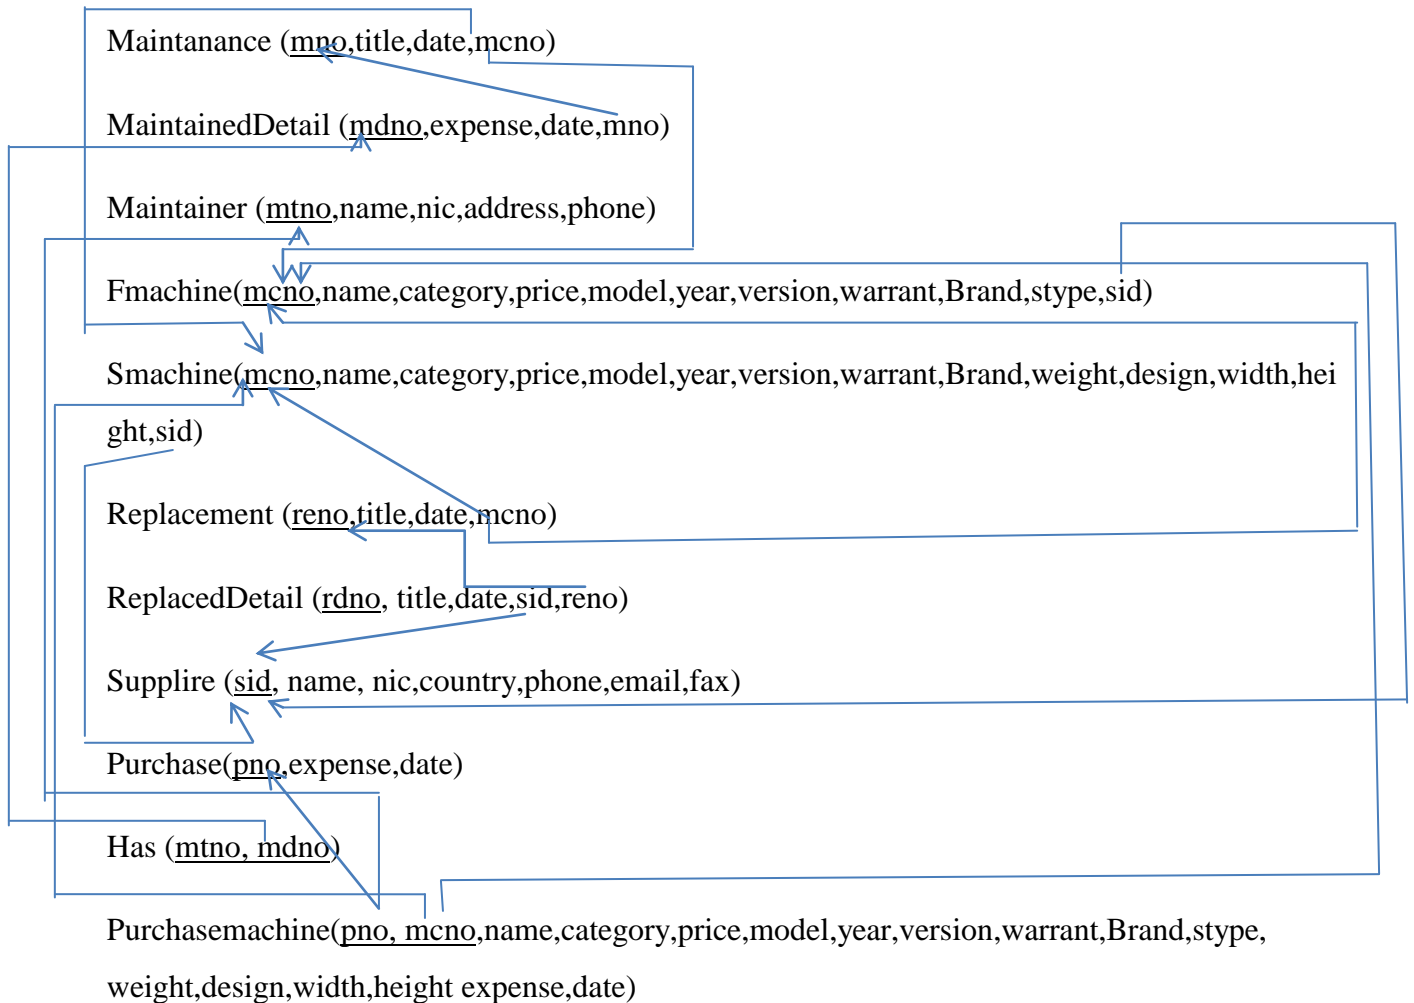 Maintanance (mno,title,date,mcno)
MaintainedDetail (mdno,expense,date,mno)
Maintainer (mtno,name,nic,address,phone)
Fmachine(mcno,name,category,price,model,year,version,warrant,Brand,stype,sid)
Smachine(mcno,name,category,price,model,year,version,warrant,Brand,weight,design,width,hei
ght,sid)
Replacement (reno,title,date,mcno)
ReplacedDetail (rdno, title,date,sid,reno)
Supplire (sid, name, nic,country,phone,email,fax)
Purchase(pno,expense,date)
Has (mtno, mdno)
Purchasemachine(pno, mcno,name,category,price,model,year,version,warrant,Brand,stype,
weight,design,width,height expense,date)